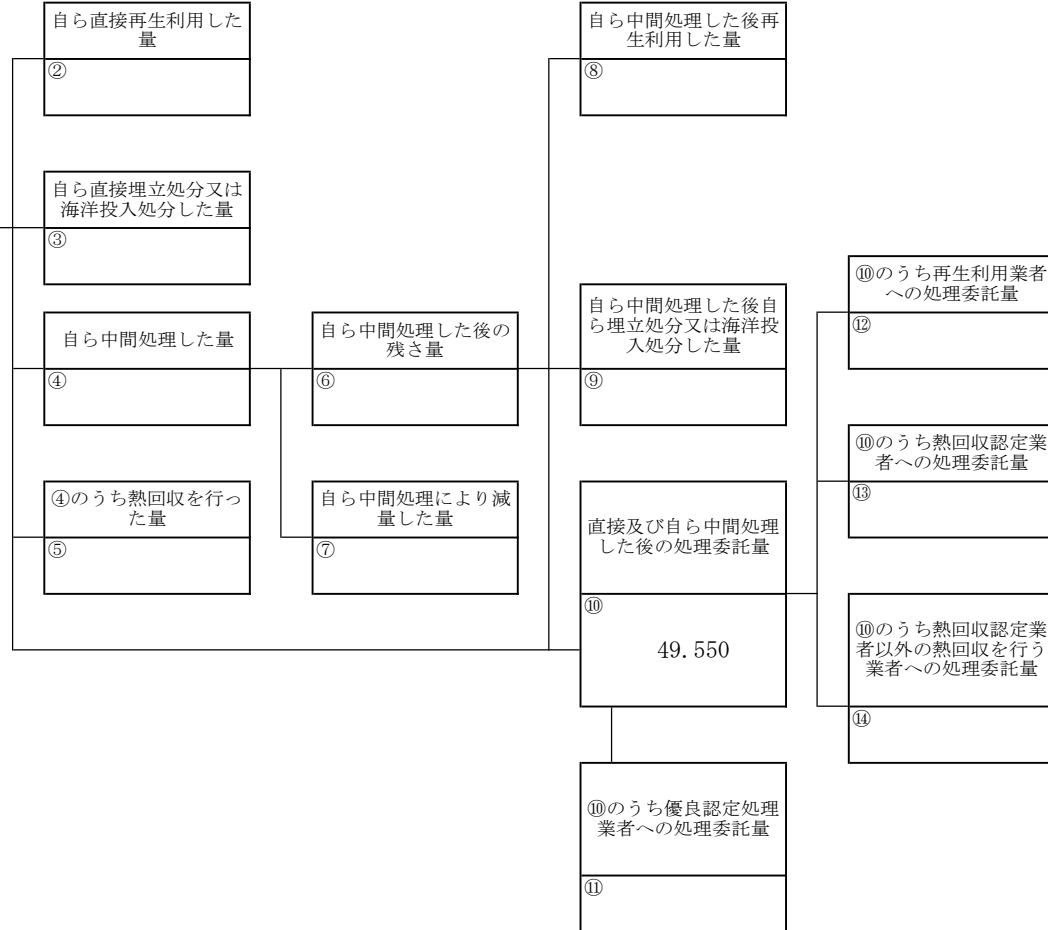 自ら直接再生利用した
量
②
自ら中間処理した後再
生利用した量
⑧
自ら直接埋立処分又は
海洋投入処分した量
③
⑩のうち再生利用業者
への処理委託量
⑫
自ら中間処理した量
④
自ら中間処理した後の
残さ量
⑥
自ら中間処理した後自
ら埋立処分又は海洋投
入処分した量
⑨
⑩のうち熱回収認定業
者への処理委託量
⑬
④のうち熱回収を行っ
た量
⑤
自ら中間処理により減
量した量
⑦
直接及び自ら中間処理
した後の処理委託量
⑩
49.550
⑩のうち熱回収認定業
者以外の熱回収を行う
業者への処理委託量
⑭
⑩のうち優良認定処理
業者への処理委託量
⑪